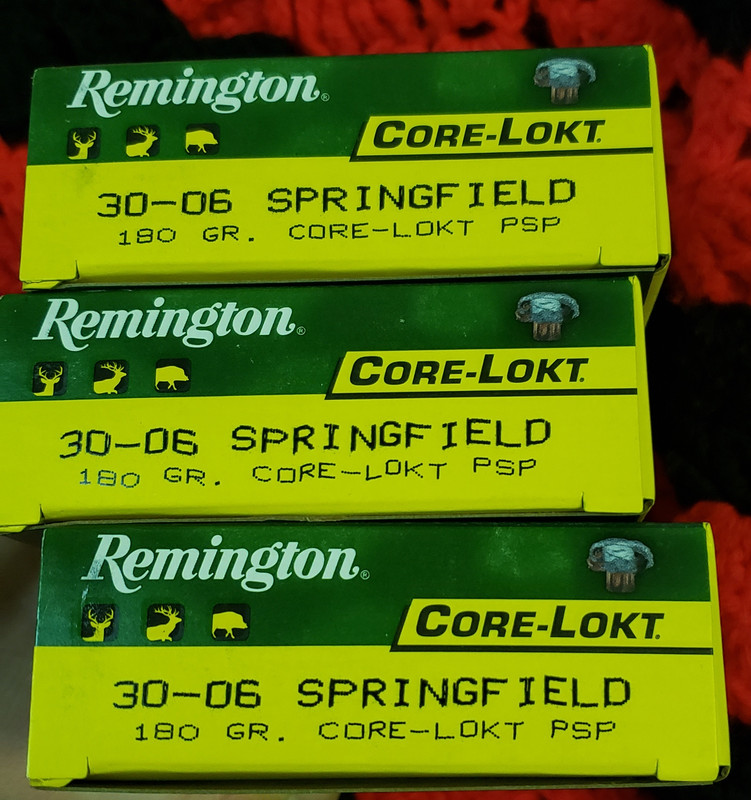 Remington®
CORE-LOKT®
30-06 SPRINGFIELD
180 GR. CORE-LOKT PSP
Remington®
CORE-LOKT®
30-06 SPRINGFIELD
180 GR. CORE-LOKT PSP
Remington®
CORE-LOKT®
30-06 SPRINGFIELD
180 GR. CORE-LOKT PSP